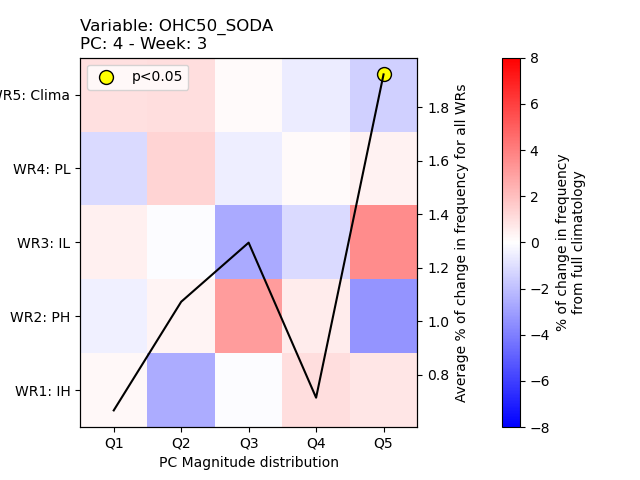 Variable: OHC50_SODA
PC: 4 - Week: 3
p<0.05
WR5: Clima
WR4: PL
WR3: IL
WR2: PH
WR1: IH
Q1 Q2 Q3 Q4 Q5
PC Magnitude distribution
1.8
1.6
1.4
1.2
1.0
0.8
Average % of change in frequency for all WRs
8
6
4
2
0
−2
−4
−6
−8
% of change in frequency
from full climatology